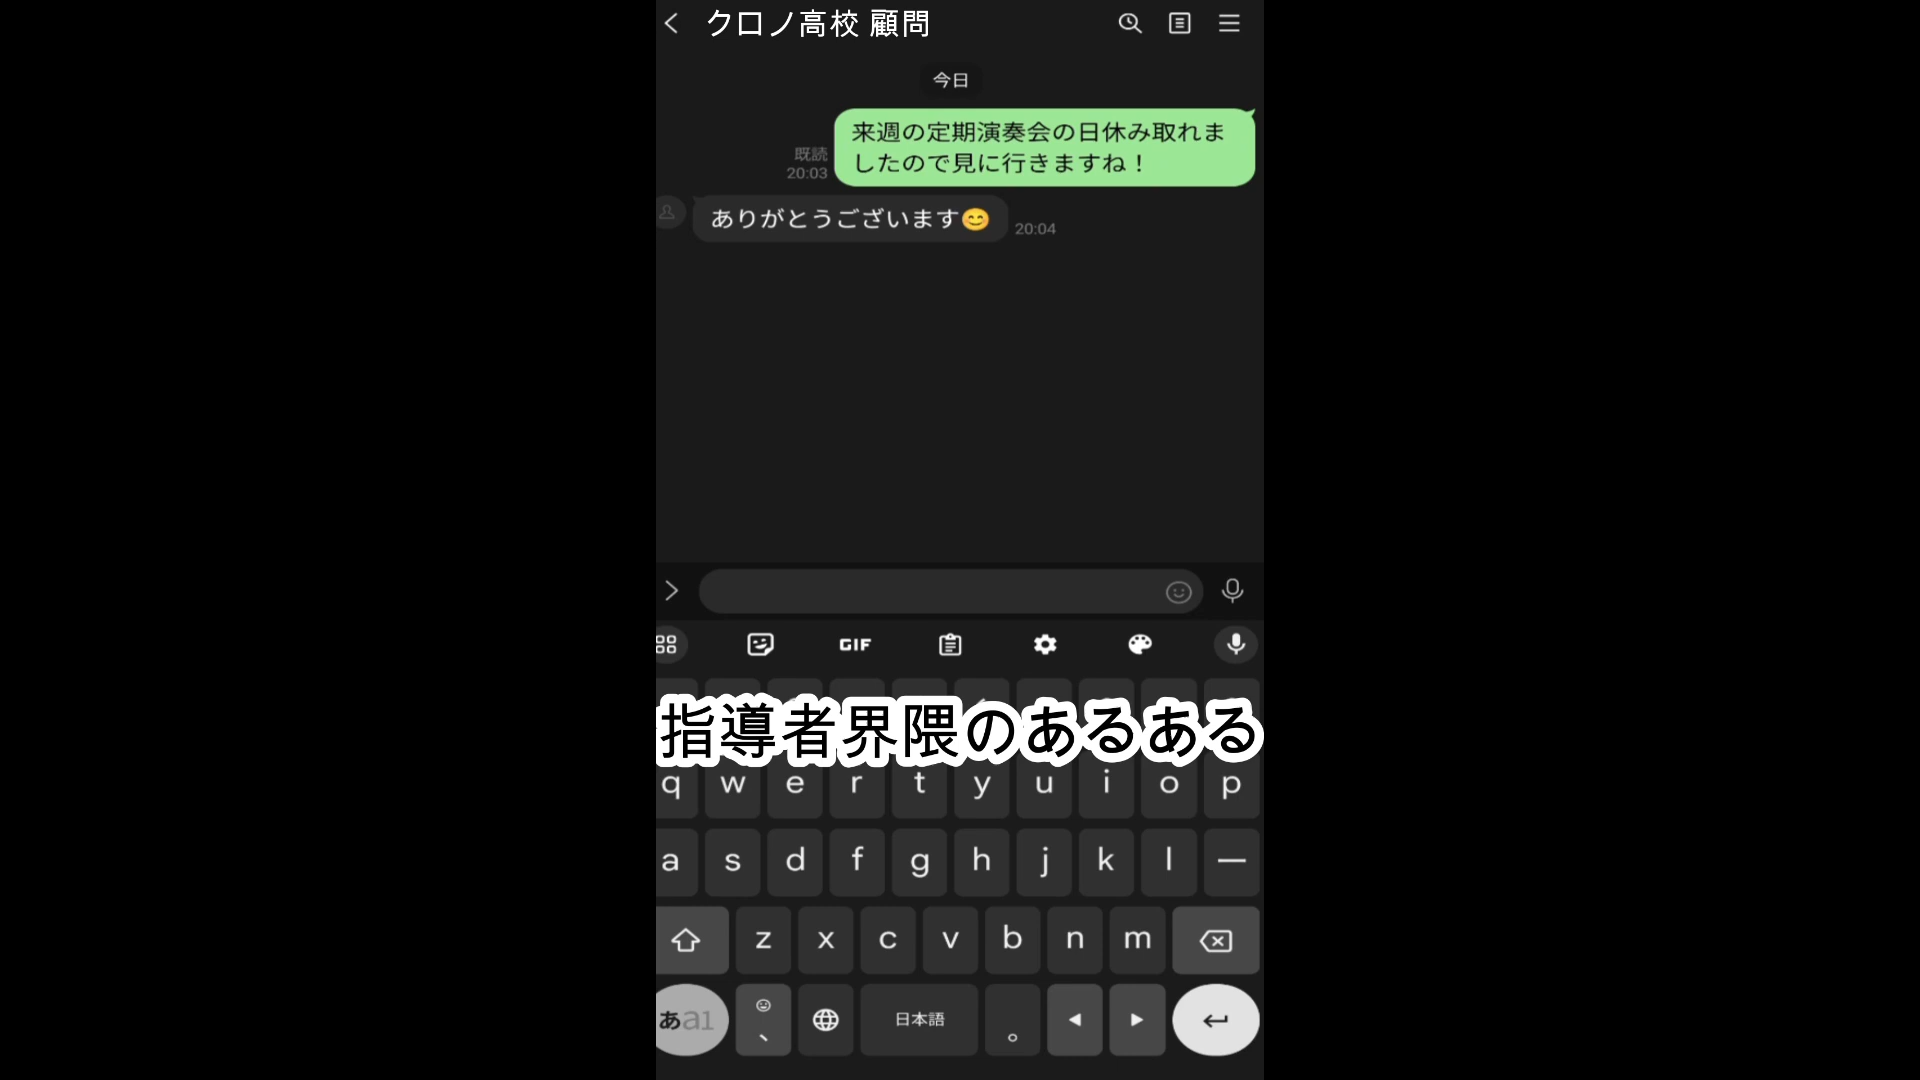 クロノ高校 顧問
今日
来週の定期演奏会の日休み取れま
したので見に行きますね！
既読
20:03
ありがとうございます😊
20:04
GIF
指導者界隈のあるある
q w e r t y u i o p
a s d f g h j k l ー
z x c v b n m
あa1 、 日本語 。